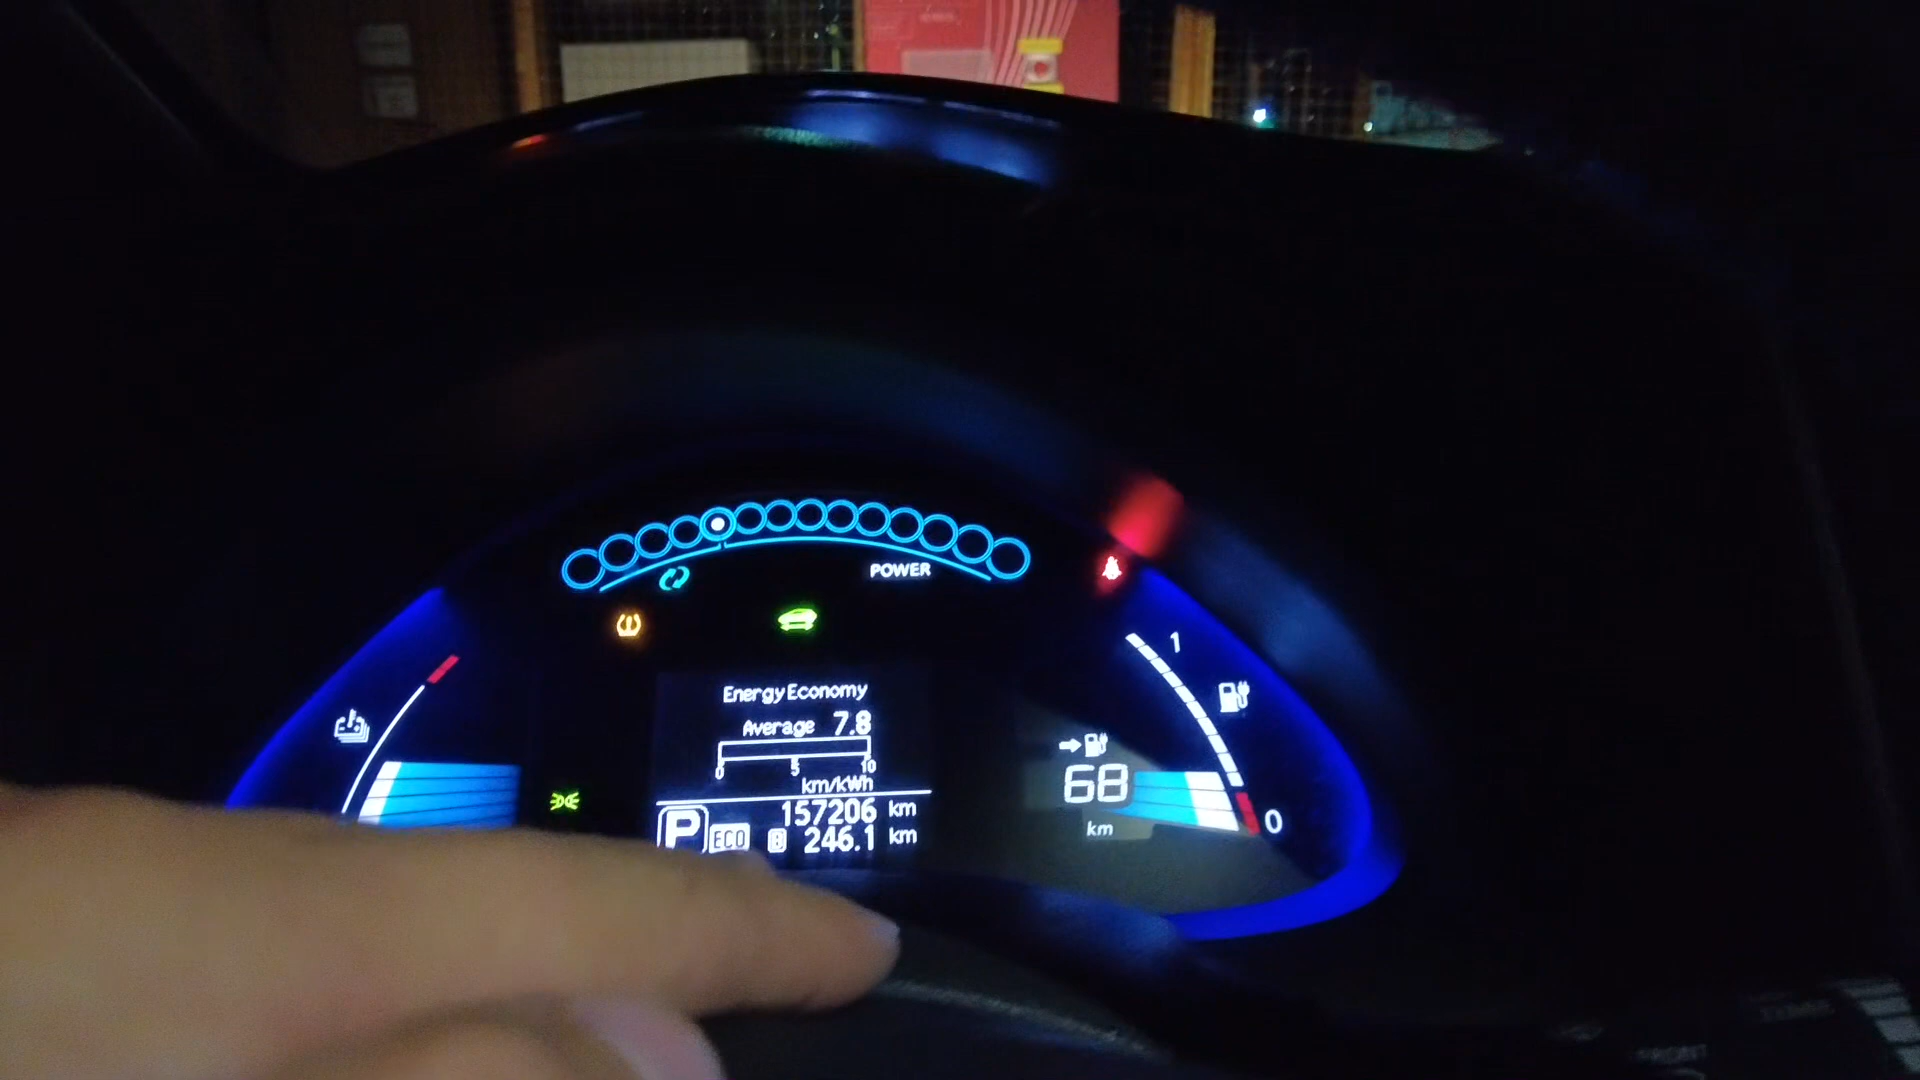 POWER
1
Energy Economy
Average 7.8
0 5 10
km/kWh
68
km
0
157206 km
P ECO B 246.1 km
FRONT